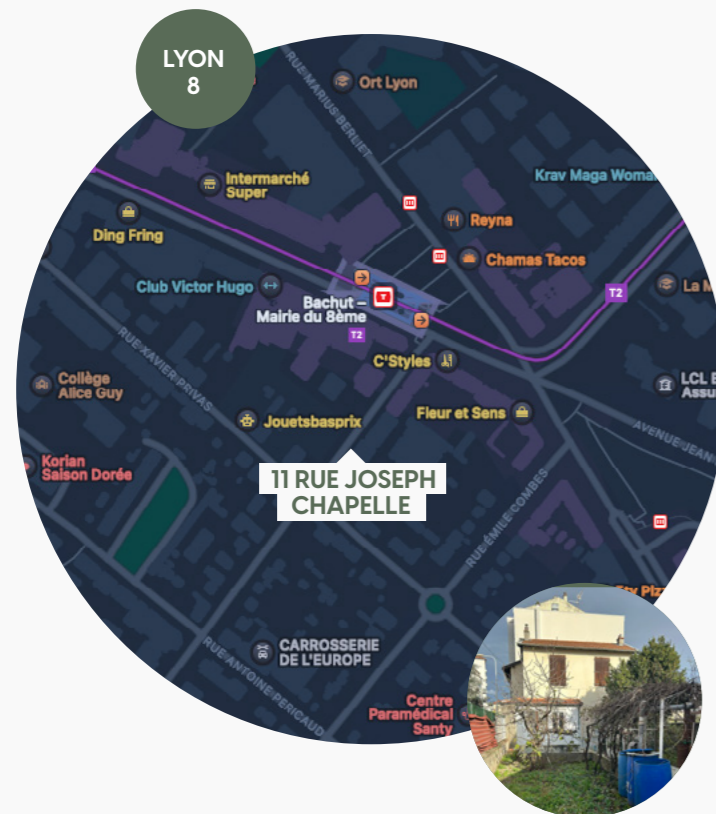 LYON
8
RUE MARIUS BERLIET
Ort Lyon
Intermarché
Super
Krav Maga
Ding Fring
Reyna
Chamas Tacos
Club Victor Hugo
Bachut –
Mairie du 8ème
T2
T2
La
RUE XAVIER PRIVAS
C'Styles
Collège
Alice Guy
LCL
Jouetsbasprix
Fleur et Sens
AVENUE JEAN
Korian
Saison Dorée
11 RUE JOSEPH
CHAPELLE
RUE ÉMILE COMBES
CARROSSERIE
DE L'EUROPE
RUE ANTOINE PERICAUD
Centre
Paramédical
Santy